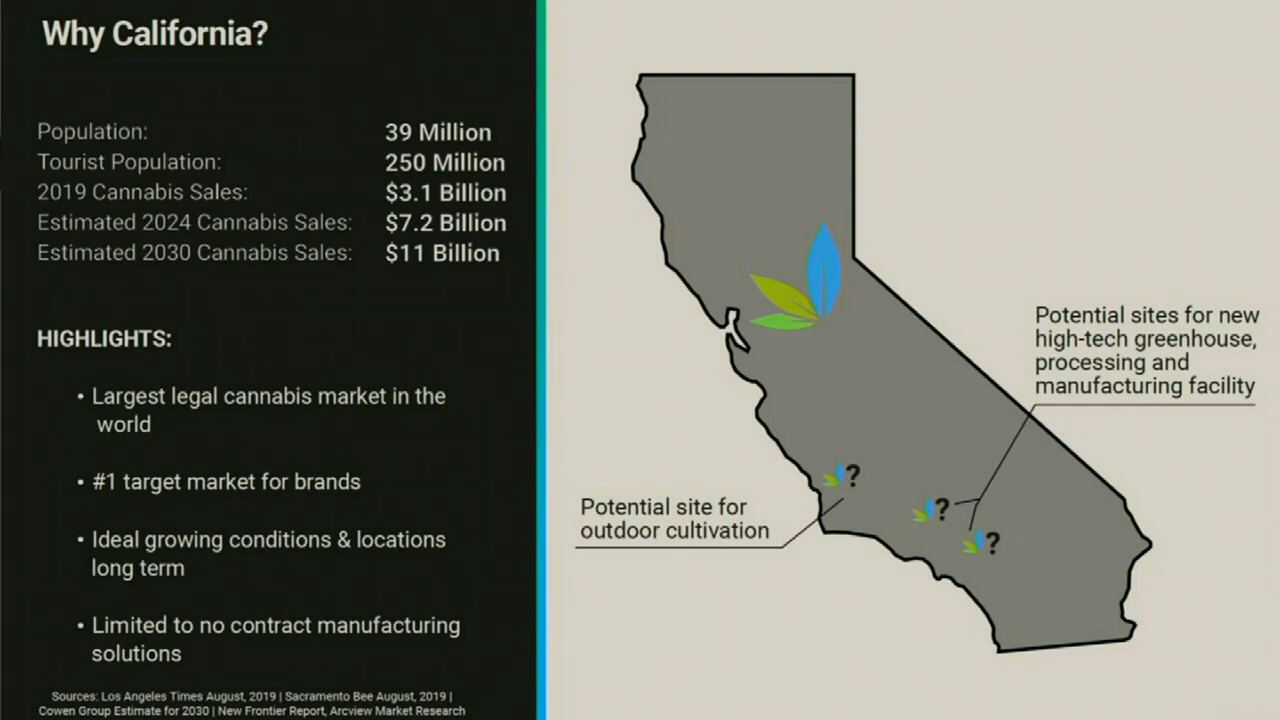 Why California?
Population: 39 Million
Tourist Population: 250 Million
2019 Cannabis Sales: $3.1 Billion
Estimated 2024 Cannabis Sales: $7.2 Billion
Estimated 2030 Cannabis Sales: $11 Billion
HIGHLIGHTS:
• Largest legal cannabis market in the
world
• #1 target market for brands
• Ideal growing conditions & locations
long term
• Limited to no contract manufacturing
solutions
Sources: Los Angeles Times August, 2019 | Sacramento Bee August, 2019 |
Cowen Group Estimate for 2030 | New Frontier Report, Arcview Market Research
Potential sites for new
high-tech greenhouse,
processing and
manufacturing facility
?
?
?
Potential site for
outdoor cultivation